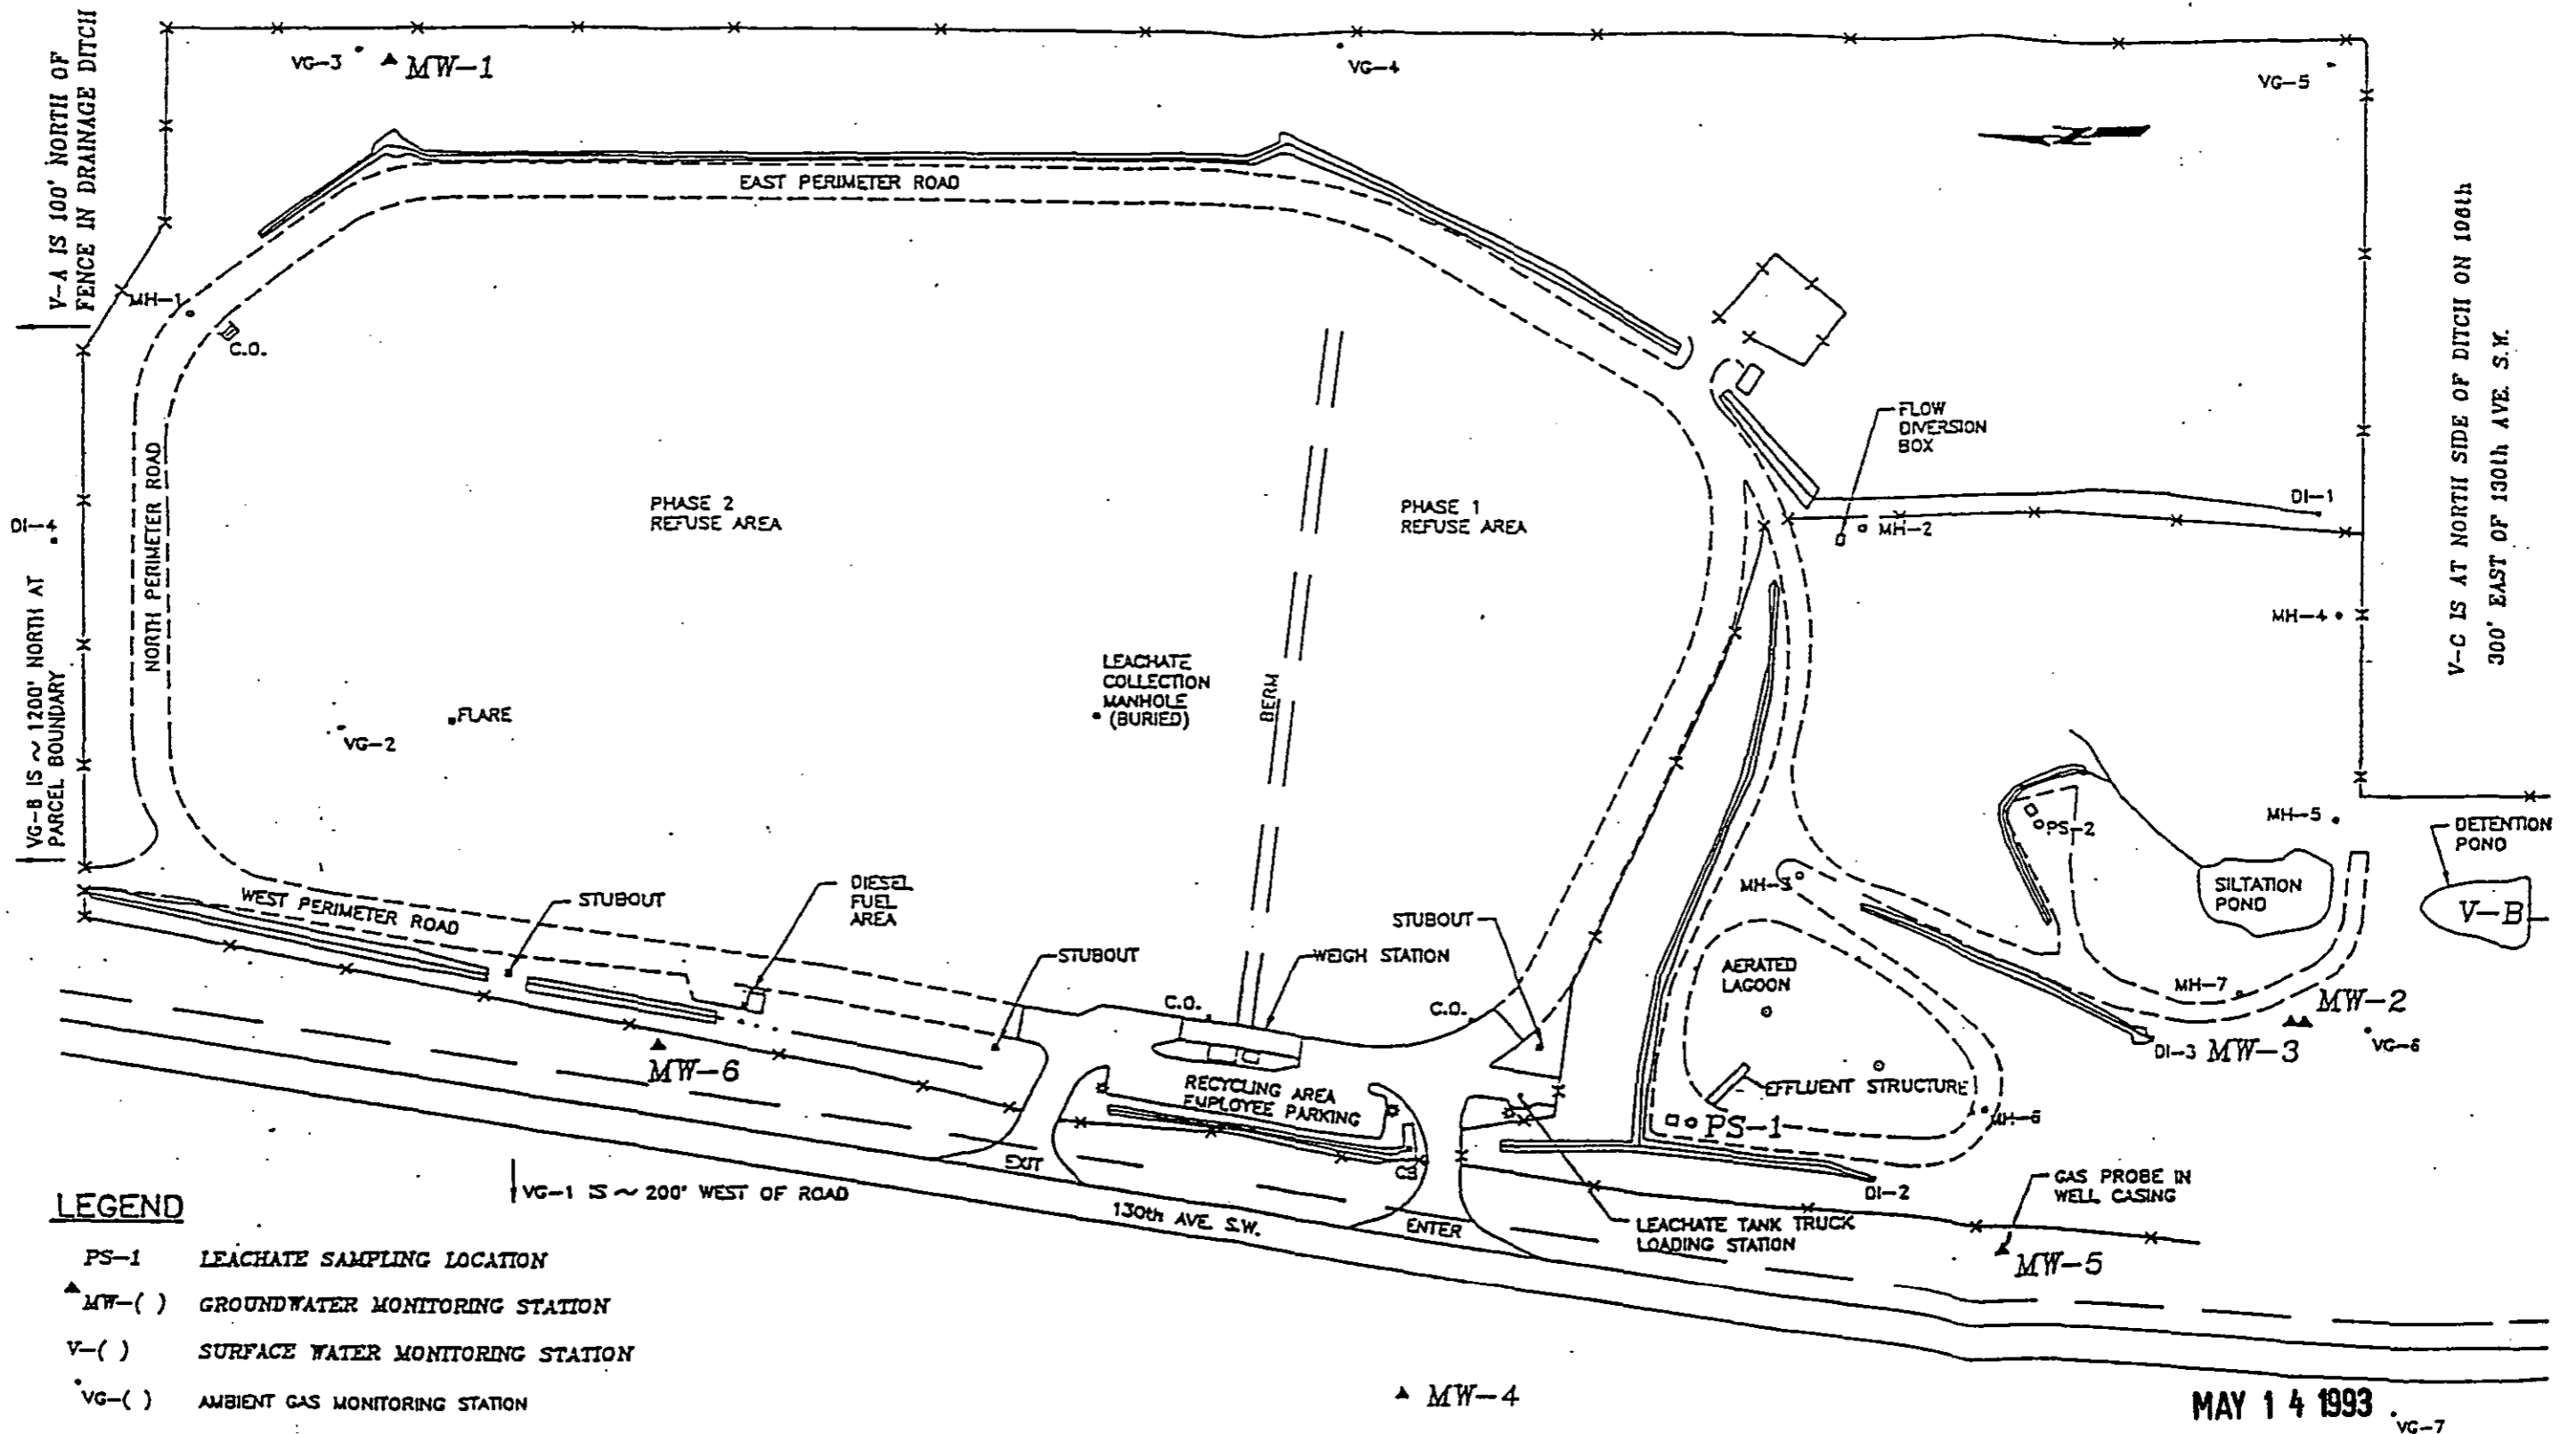 V-A IS 100' NORTH OF
FENCE IN DRAINAGE DITCH
VG-3
MW-1
VG-4
VG-5
EAST PERIMETER ROAD
MH-1
C.O.
NORTH PERIMETER ROAD
DI-4
VG-B IS ~ 1200' NORTH AT
PARCEL BOUNDARY
PHASE 2
REFUSE AREA
PHASE 1
REFUSE AREA
FLOW
DIVERSION
BOX
MH-2
DI-1
V-C IS AT NORTH SIDE OF DITCH ON 106th
300' EAST OF 130th AVE. S.W.
MH-4
LEACHATE
COLLECTION
MANHOLE
(BURIED)
BERM
FLARE
VG-2
PS-2
MH-5
DETENTION
POND
V-B
SILTATION
POND
MH-3
WEST PERIMETER ROAD
STUBOUT
DIESEL
FUEL
AREA
STUBOUT
STUBOUT
WEIGH STATION
C.O.
C.O.
AERATED
LAGOON
MH-7
MW-2
VG-6
DI-3
MW-3
MW-6
RECYCLING AREA
EMPLOYEE PARKING
EFFLUENT STRUCTURE
PS-1
MH-6
EXIT
CB
DI-2
GAS PROBE IN
WELL CASING
VG-1 IS ~ 200' WEST OF ROAD
130th AVE. S.W.
ENTER
LEACHATE TANK TRUCK
LOADING STATION
MW-5
LEGEND
PS-1 LEACHATE SAMPLING LOCATION
MW-( ) GROUNDWATER MONITORING STATION
V-( ) SURFACE WATER MONITORING STATION
VG-( ) AMBIENT GAS MONITORING STATION
MW-4
MAY 14 1993
VG-7